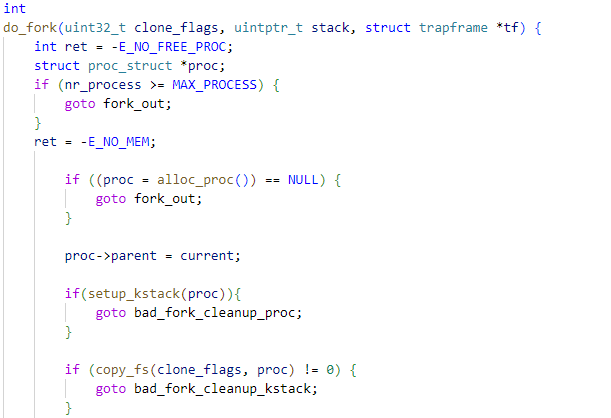 int
do_fork(uint32_t clone_flags, uintptr_t stack, struct trapframe *tf) {
    int ret = -E_NO_FREE_PROC;
    struct proc_struct *proc;
    if (nr_process >= MAX_PROCESS) {
        goto fork_out;
    }
    ret = -E_NO_MEM;

        if ((proc = alloc_proc()) == NULL) {
            goto fork_out;
        }

        proc->parent = current;

        if(setup_kstack(proc)){
            goto bad_fork_cleanup_proc;
        }

        if (copy_fs(clone_flags, proc) != 0) {
            goto bad_fork_cleanup_kstack;
        }